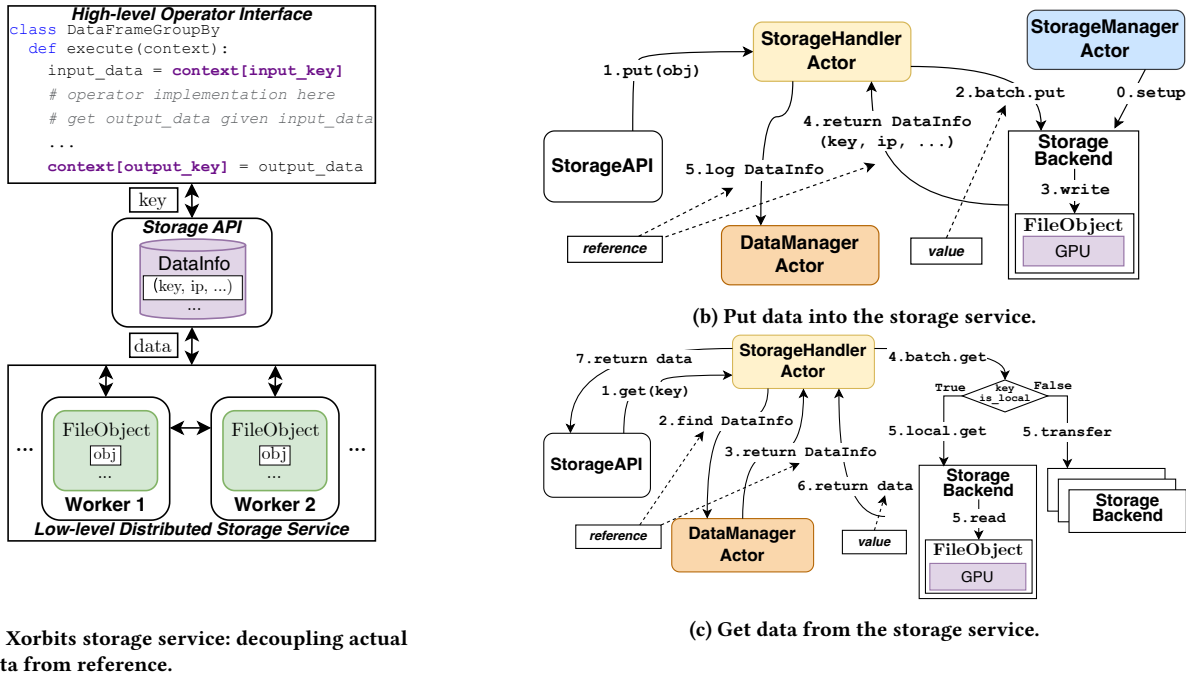 High-level Operator Interface
class DataFrameGroupBy
def execute(context):
input_data = context[input_key]
# operator implementation here
# get output_data given input_data
...
context[output_key] = output_data
key
Storage API
DataInfo
(key, ip, ...)
...
data
FileObject
obj
...
Worker 1
FileObject
obj
...
Worker 2
...
...
Low-level Distributed Storage Service
Xorbits storage service: decoupling actual
ta from reference.
StorageHandler
Actor
StorageManager
Actor
1.put(obj)
2.batch.put
0.setup
4.return DataInfo
(key, ip, ...)
StorageAPI
5.log DataInfo
Storage
Backend
3.write
FileObject
GPU
reference
DataManager
Actor
value
(b) Put data into the storage service.
StorageHandler
Actor
7.return data
4.batch.get
1.get(key)
True
key
is_local
False
2.find DataInfo
5.local.get
5.transfer
StorageAPI
3.return DataInfo
6.return data
Storage
Backend
5.read
FileObject
GPU
Storage
Backend
reference
DataManager
Actor
value
(c) Get data from the storage service.